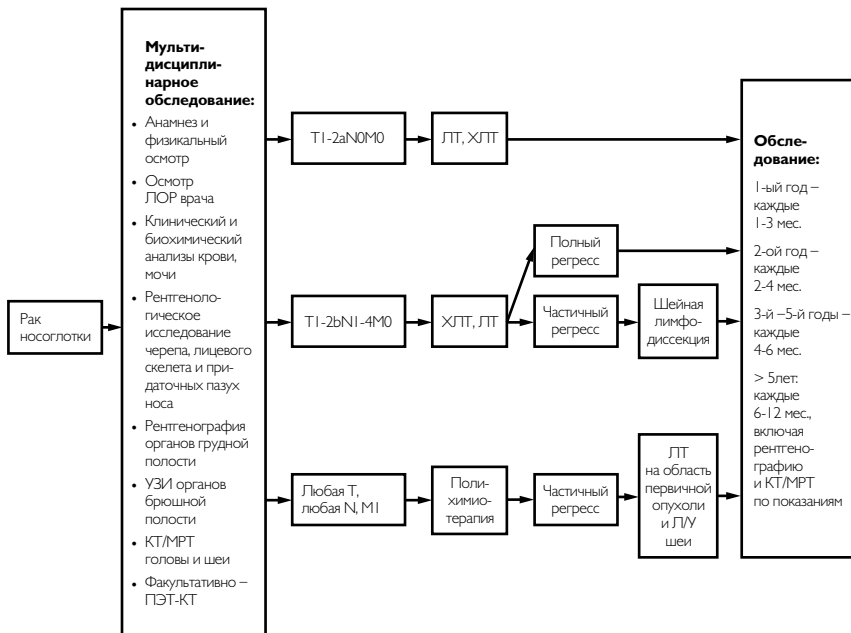 Рак
носоглотки
Мульти-
дисципли-
нарное
обследование:
• Анамнез и
физикальный
осмотр
• Осмотр
ЛОР врача
• Клинический и
биохимический
анализы крови,
мочи
• Рентгеноло-
гическое
исследование
черепа, лицевого
скелета и при-
даточных пазух
носа
• Рентгенография
органов грудной
полости
• УЗИ органов
брюшной
полости
• КТ/МРТ
головы и шеи
• Факультативно –
ПЭТ-КТ
T1-2aN0M0
ЛТ, ХЛТ
T1-2bN1-4M0
ХЛТ, ЛТ
Полный
регресс
Частичный
регресс
Шейная
лимфо-
диссекция
Любая Т,
любая N, M1
Поли-
химио-
терапия
Частичный
регресс
ЛТ
на область
первичной
опухоли
и Л/У
шеи
Обсле-
дование:
1-ый год –
каждые
1-3 мес.
2-ой год –
каждые
2-4 мес.
3-й –5-й годы –
каждые
4-6 мес.
> 5лет:
каждые
6-12 мес.,
включая
рентгено-
графию
и КТ/МРТ
по показаниям